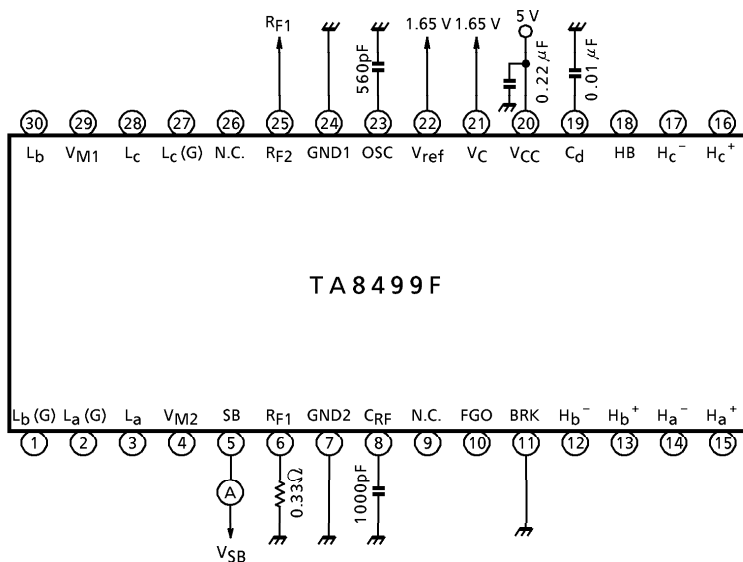 RF1 1.65 V 1.65 V 5 V
560pF 0.22 μF 0.01 μF
30 29 28 27 26 25 24 23 22 21 20 19 18 17 16
Lb VM1 Lc Lc (G) N.C. RF2 GND1 OSC Vref VC VCC Cd HB Hc⁻ Hc⁺
TA8499F
Lb (G) La (G) La VM2 SB RF1 GND2 CRF N.C. FGO BRK Hb⁻ Hb⁺ Ha⁻ Ha⁺
1 2 3 4 5 6 7 8 9 10 11 12 13 14 15
A 0.33Ω 1000pF
VSB